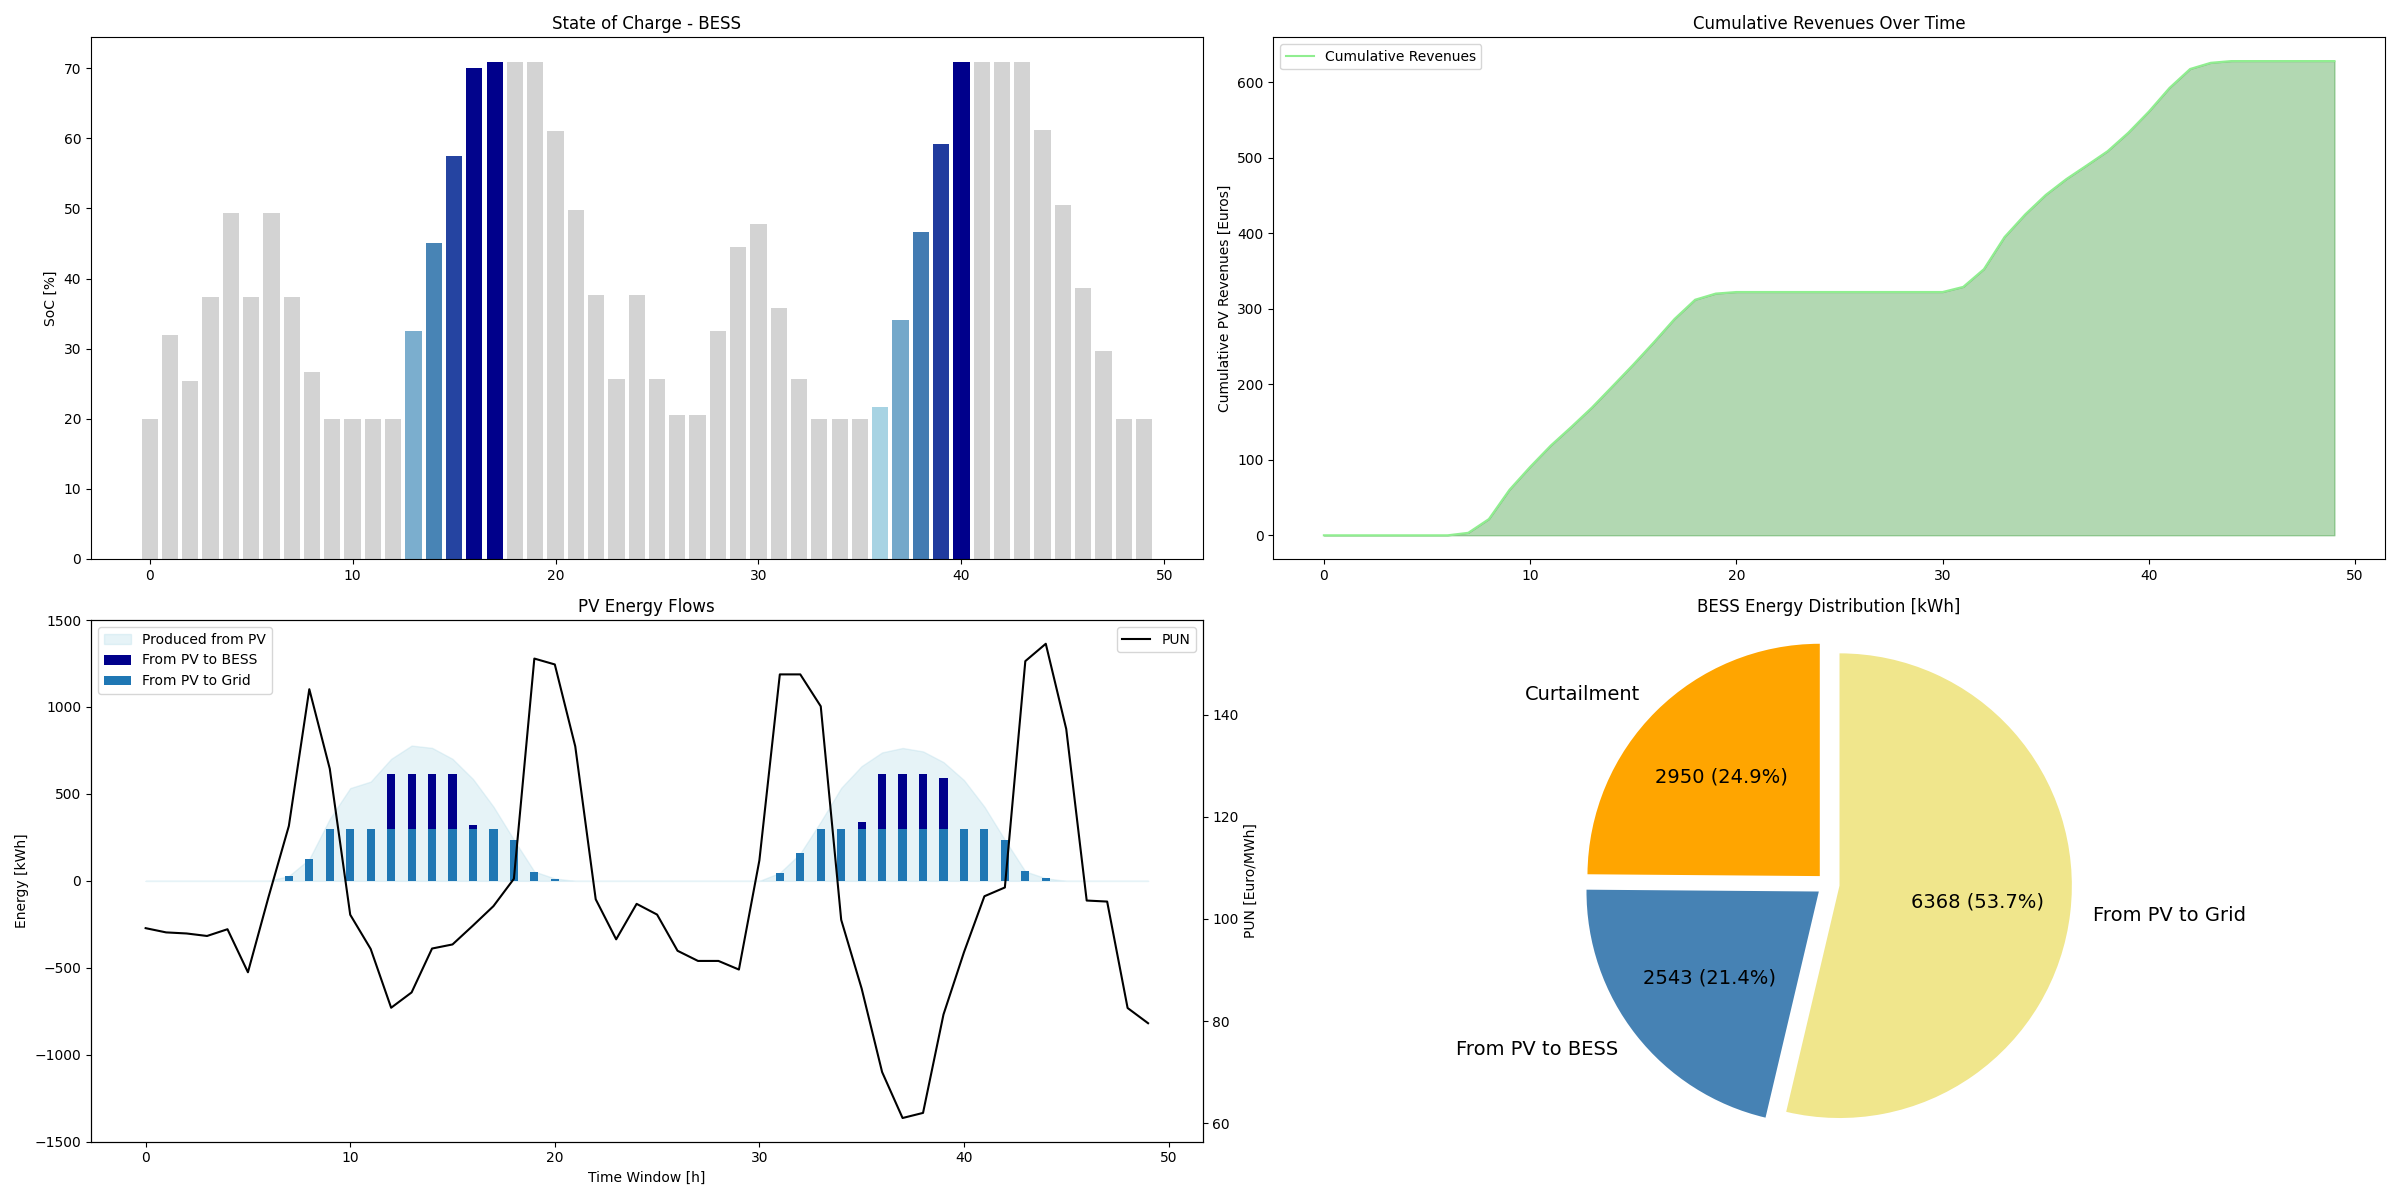 State of Charge - BESS
SoC [%]
70
60
50
40
30
20
10
0
0 10 20 30 40 50
Cumulative Revenues Over Time
Cumulative Revenues
Cumulative PV Revenues [Euros]
600
500
400
300
200
100
0
0 10 20 30 40 50
PV Energy Flows
Produced from PV
From PV to BESS
From PV to Grid
PUN
Energy [kWh]
1500
1000
500
0
−500
−1000
−1500
140
120
100
80
60
PUN [Euro/MWh]
0 10 20 30 40 50
Time Window [h]
BESS Energy Distribution [kWh]
Curtailment
2950 (24.9%)
6368 (53.7%)
From PV to Grid
2543 (21.4%)
From PV to BESS